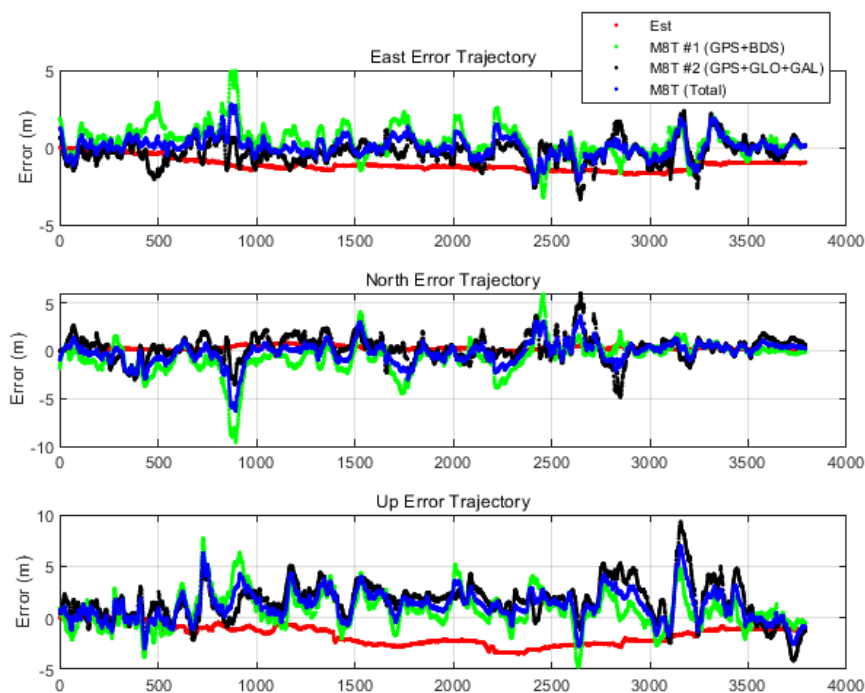 Est
M8T #1 (GPS+BDS)
M8T #2 (GPS+GLO+GAL)
M8T (Total)
East Error Trajectory
Error (m)
5
0
-5
0 500 1000 1500 2000 2500 3000 3500 4000
North Error Trajectory
Error (m)
5
0
-5
-10
0 500 1000 1500 2000 2500 3000 3500 4000
Up Error Trajectory
Error (m)
10
5
0
-5
0 500 1000 1500 2000 2500 3000 3500 4000